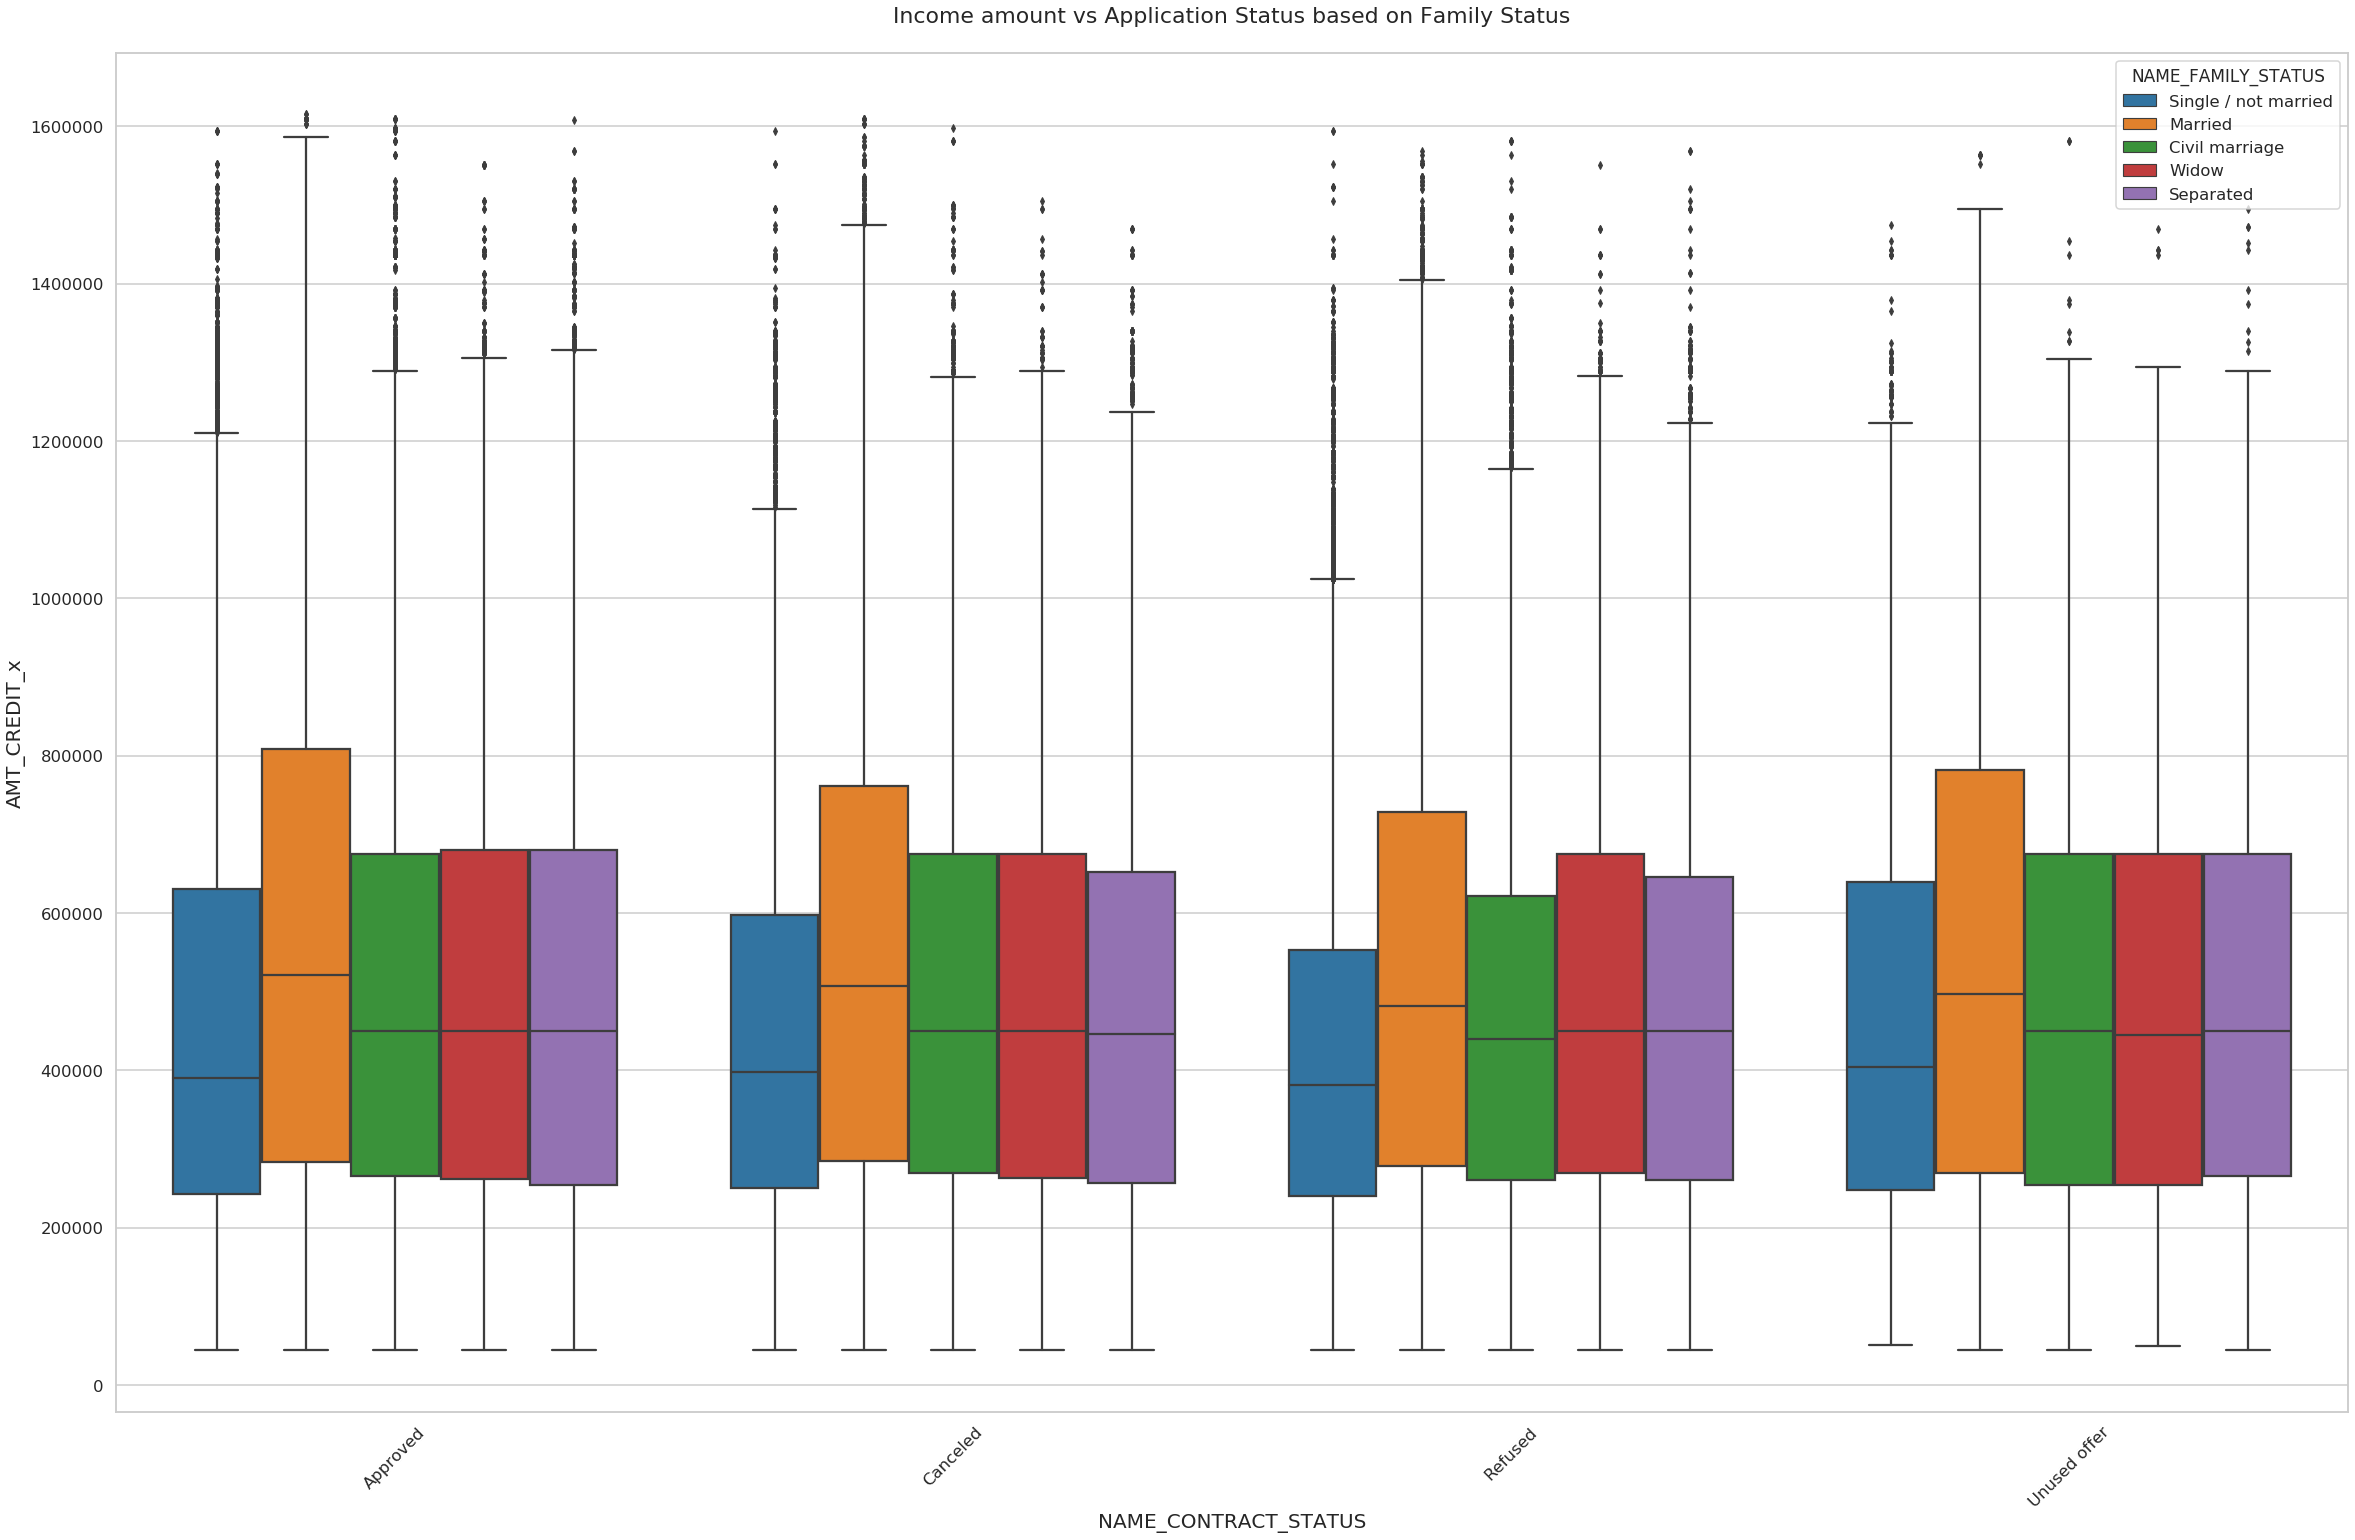 Income amount vs Application Status based on Family Status
NAME_FAMILY_STATUS
Single / not married
Married
Civil marriage
Widow
Separated
AMT_CREDIT_x
1600000
1400000
1200000
1000000
800000
600000
400000
200000
0
Approved
Canceled
Refused
Unused offer
NAME_CONTRACT_STATUS